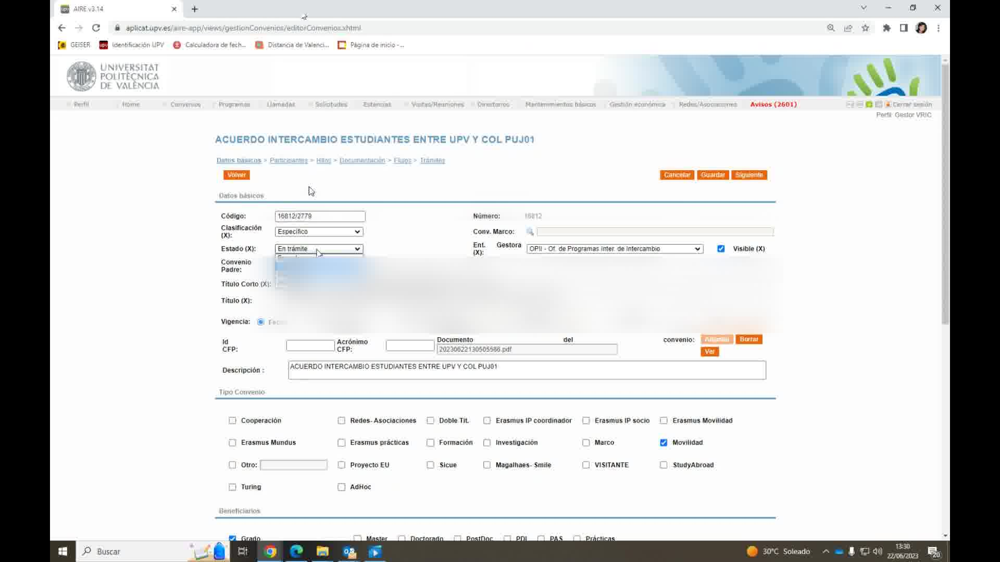 AIRE v3.14
aplicat.upv.es/aire-app/views/gestionConvenios/editorConvenios.xhtml
GEISER Identificación UPV Calculadora de fech... Distancia de Valenci... Página de inicio -...
UNIVERSITAT
POLITÈCNICA
DE VALÈNCIA
Perfil Home Convenios Programas Llamadas Solicitudes Estancias Visitas/Reuniones Directorios Mantenimientos básicos Gestión económica Redes/Asociaciones Avisos (2601) Cerrar sesión
Perfil: Gestor VRIC
ACUERDO INTERCAMBIO ESTUDIANTES ENTRE UPV Y COL PUJ01
Datos básicos > Participantes > Hitos > Documentación > Flujos > Trámites
Volver Cancelar Guardar Siguiente
Datos básicos
Código: 16812/2779 Número: 16812
Clasificación (X): Específico Conv. Marco:
Estado (X): En trámite Ent. Gestora (X): OPII - Of. de Programas Inter. de Intercambio Visible (X)
Convenio Padre:
Título Corto (X):
Título (X):
Vigencia:
Id CFP: Acrónimo CFP: Documento del convenio: Adjuntar Borrar
20230622130505566.pdf Ver
Descripción : ACUERDO INTERCAMBIO ESTUDIANTES ENTRE UPV Y COL PUJ01
Tipo Convenio
Cooperación Redes- Asociaciones Doble Tit. Erasmus IP coordinador Erasmus IP socio Erasmus Movilidad
Erasmus Mundus Erasmus prácticas Formación Investigación Marco Movilidad
Otro: Proyecto EU Sicue Magalhaes- Smile VISITANTE StudyAbroad
Turing AdHoc
Beneficiarios
Grado Master Doctorado PostDoc PDI PAS Prácticas
Buscar 30°C Soleado 13:30
22/06/2023 20